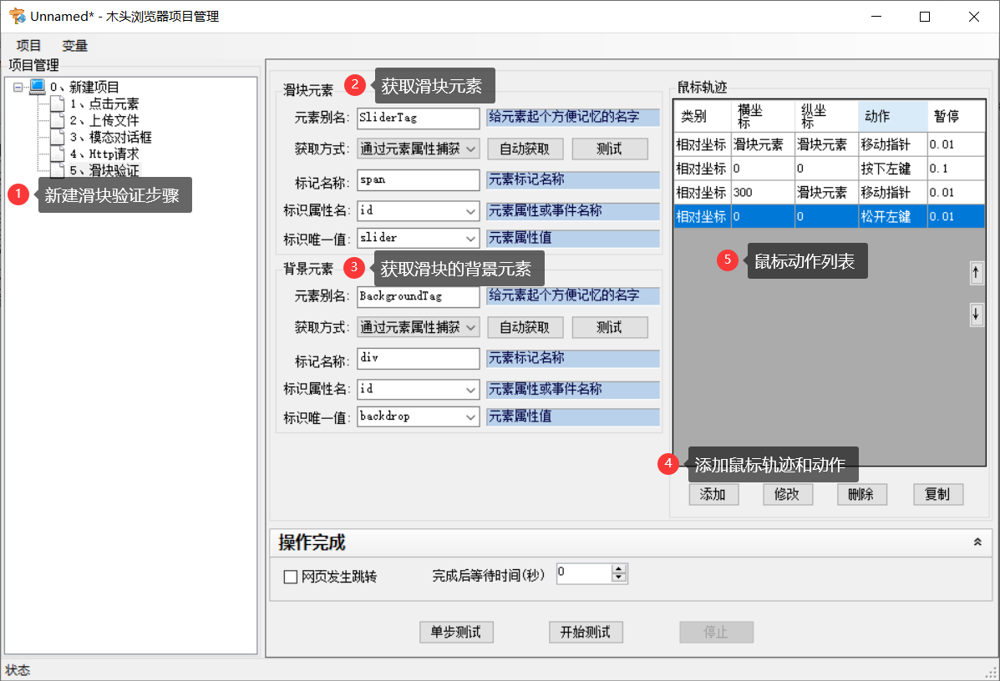 Unnamed* - 木头浏览器项目管理
项目 变量
项目管理
0、新建项目
1、点击元素
2、上传文件
3、模态对话框
4、Http请求
5、滑块验证
1 新建滑块验证步骤
滑块元素
2 获取滑块元素
元素别名: SliderTag 给元素起个方便记忆的名字
获取方式: 通过元素属性捕获 自动获取 测试
标记名称: span 元素标记名称
标识属性名: id 元素属性或事件名称
标识唯一值: slider 元素属性值
背景元素
3 获取滑块的背景元素
元素别名: BackgroundTag 给元素起个方便记忆的名字
获取方式: 通过元素属性捕获 自动获取 测试
标记名称: div 元素标记名称
标识属性名: id 元素属性或事件名称
标识唯一值: backdrop 元素属性值
鼠标轨迹
类别 横坐标 纵坐标 动作 暂停
相对坐标 滑块元素 滑块元素 移动指针 0.01
相对坐标 0 0 按下左键 0.1
相对坐标 300 滑块元素 移动指针 0.01
相对坐标 0 0 松开左键 0.01
5 鼠标动作列表
↑
↓
4 添加鼠标轨迹和动作
添加 修改 删除 复制
操作完成
网页发生跳转 完成后等待时间(秒) 0
单步测试 开始测试 停止
状态